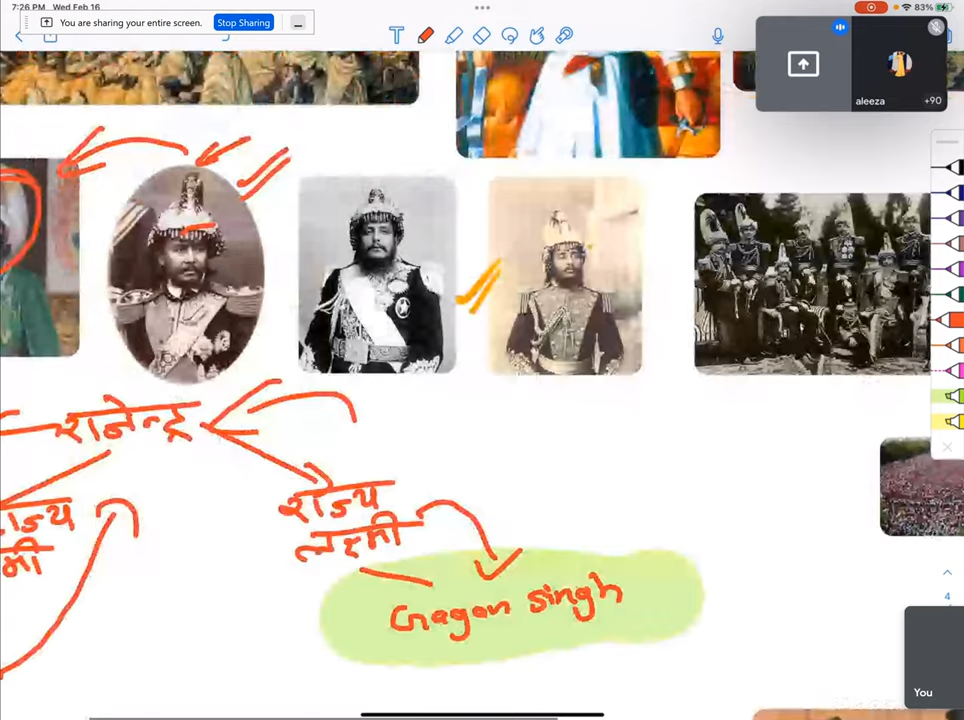 7:26 PM Wed Feb 16
83%
You are sharing your entire screen.
Stop Sharing
aleeza
+90
राजेन्द्र
राज्य
लक्ष्मी
Gagan singh
4
You